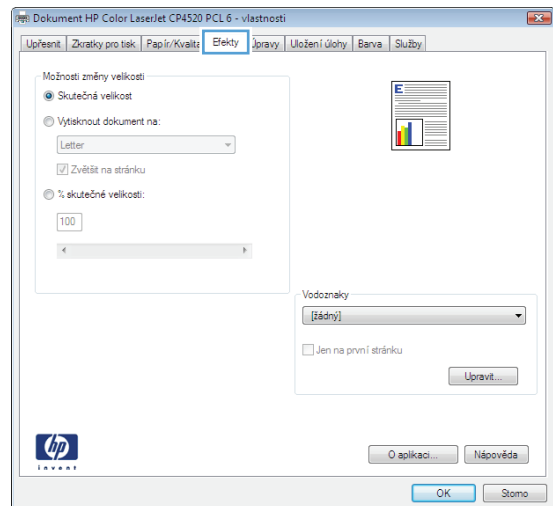 Dokument HP Color LaserJet CP4520 PCL 6 - vlastnosti
Upřesnit Zkratky pro tisk Papír/Kvalita Efekty Úpravy Uložení úlohy Barva Služby
Možnosti změny velikosti
Skutečná velikost
Vytisknout dokument na:
Letter
Zvětšit na stránku
% skutečné velikosti:
100
E
Vodoznaky
[žádný]
Jen na první stránku
Upravit...
hp
invent
O aplikaci... Nápověda
OK Storno